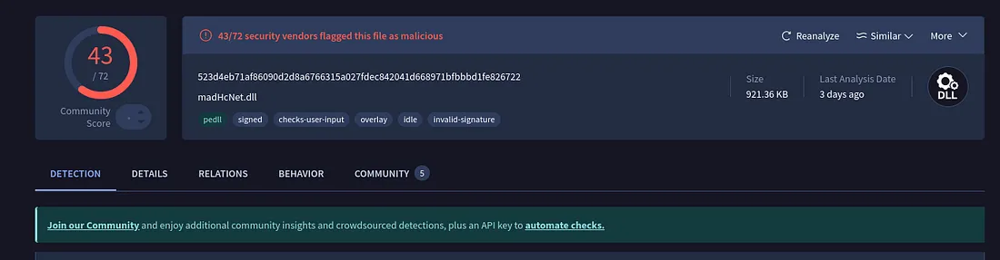 43
/ 72
Community
Score
43/72 security vendors flagged this file as malicious
Reanalyze
Similar
More
523d4eb71af86090d2d8a6766315a027fdec842041d668971bfbbbd1fe826722
madHcNet.dll
pedll signed checks-user-input overlay idle invalid-signature
Size
921.36 KB
Last Analysis Date
3 days ago
DLL
DETECTION DETAILS RELATIONS BEHAVIOR COMMUNITY 5
Join our Community and enjoy additional community insights and crowdsourced detections, plus an API key to automate checks.